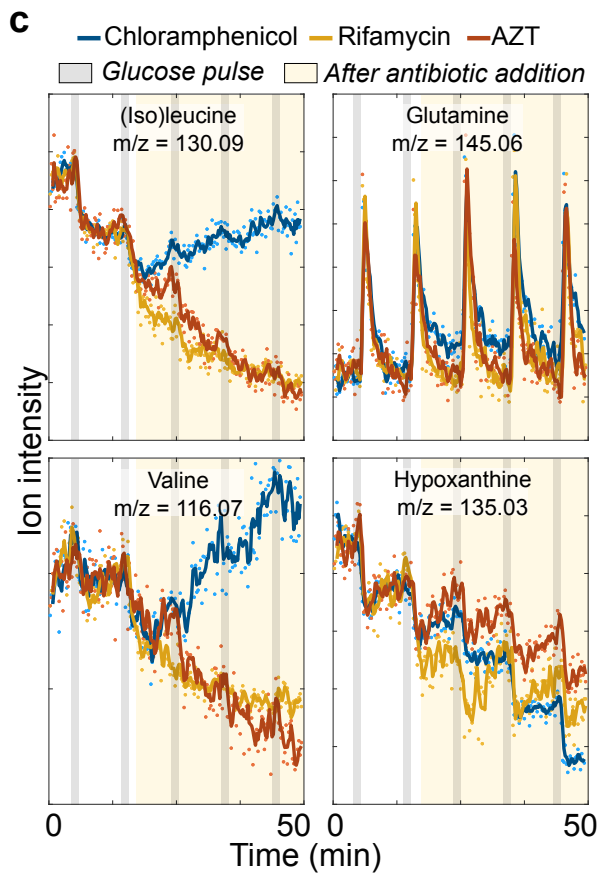 c
Chloramphenicol Rifamycin AZT
Glucose pulse After antibiotic addition
(Iso)leucine
m/z = 130.09
Glutamine
m/z = 145.06
Valine
m/z = 116.07
Hypoxanthine
m/z = 135.03
Ion intensity
0 50 0 50
Time (min)